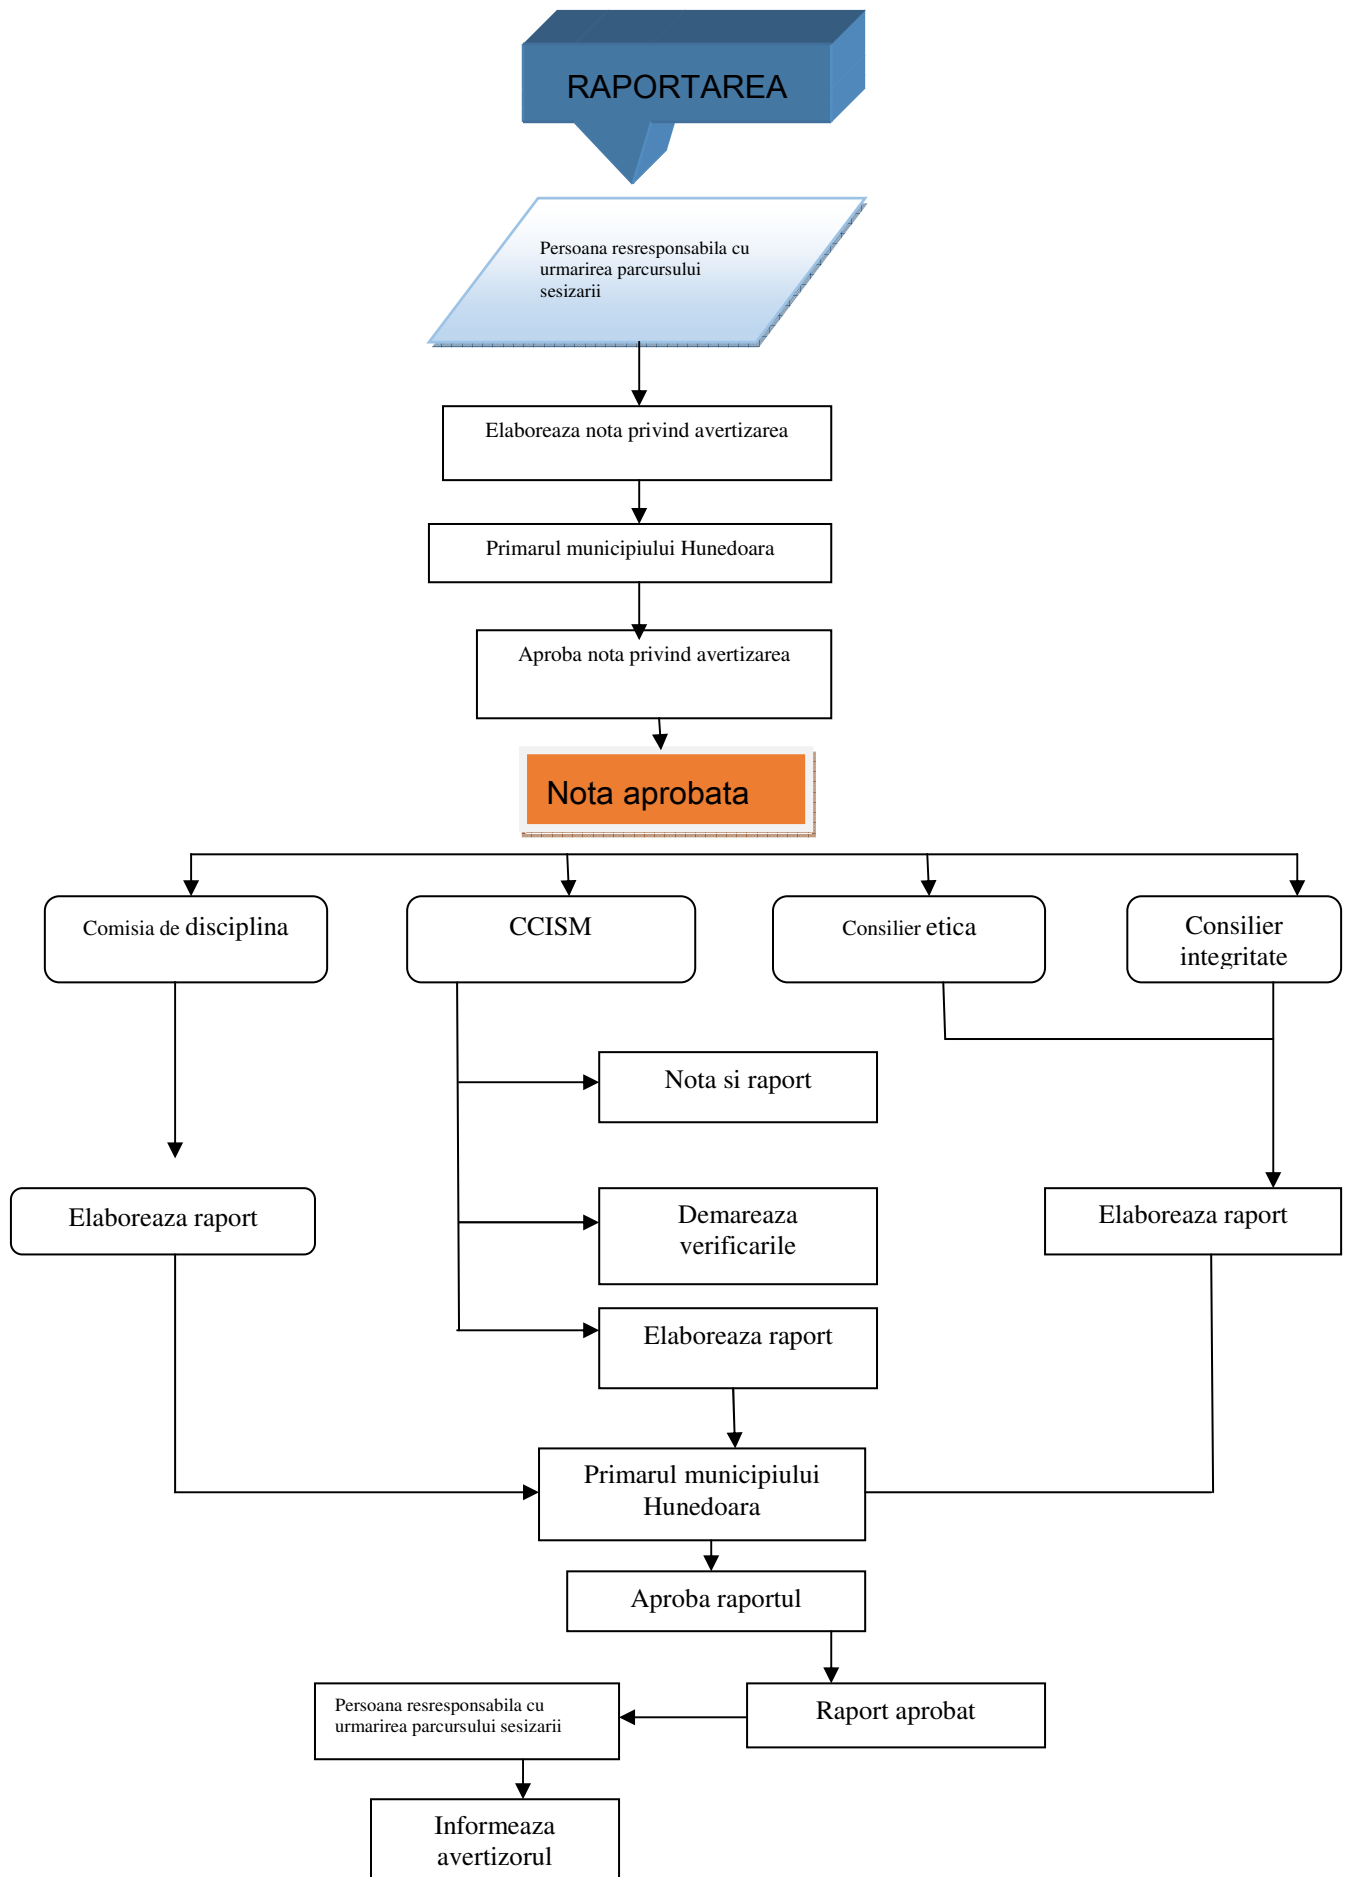 RAPORTAREA
Persoana resresponsabila cu
urmarirea parcursului
sesizarii
Elaboreaza nota privind avertizarea
Primarul municipiului Hunedoara
Aproba nota privind avertizarea
Nota aprobata
Comisia de disciplina
CCISM
Consilier etica
Consilier
integritate
Nota si raport
Elaboreaza raport
Demareaza
verificarile
Elaboreaza raport
Elaboreaza raport
Primarul municipiului
Hunedoara
Aproba raportul
Persoana resresponsabila cu
urmarirea parcursului sesizarii
Raport aprobat
Informeaza
avertizorul